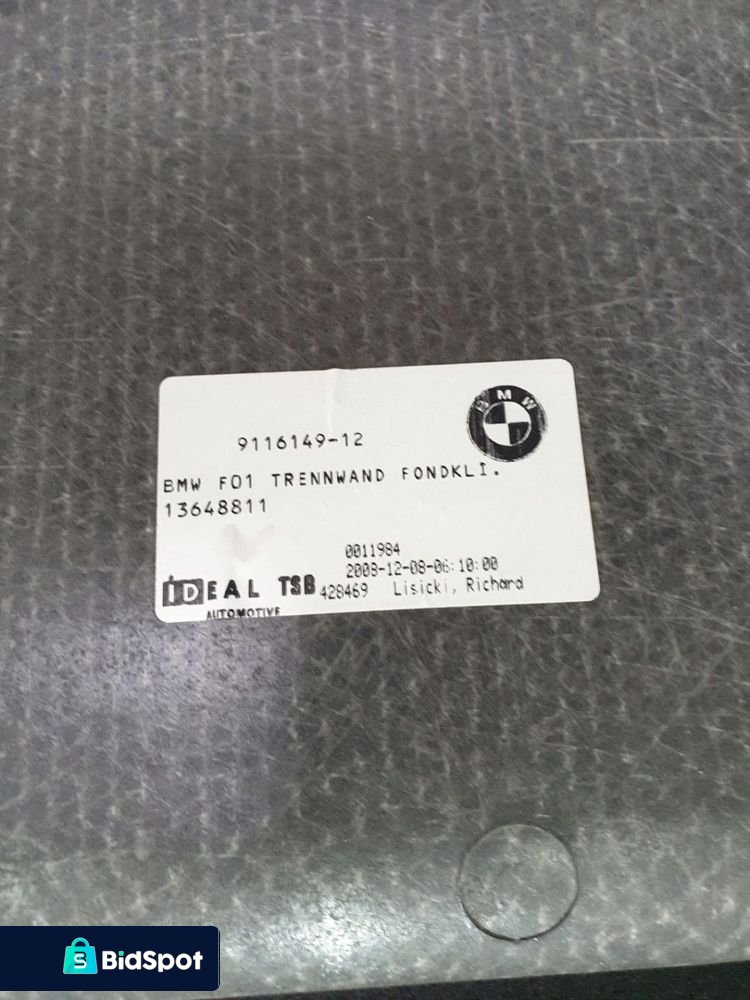 BMW
9116149-12
BMW F01 TRENNWAND FONDKLI.
13648811
0011984
2008-12-08-06:10:00
IDEAL TSB 428469 Lisicki, Richard
AUTOMOTIVE
S BidSpot